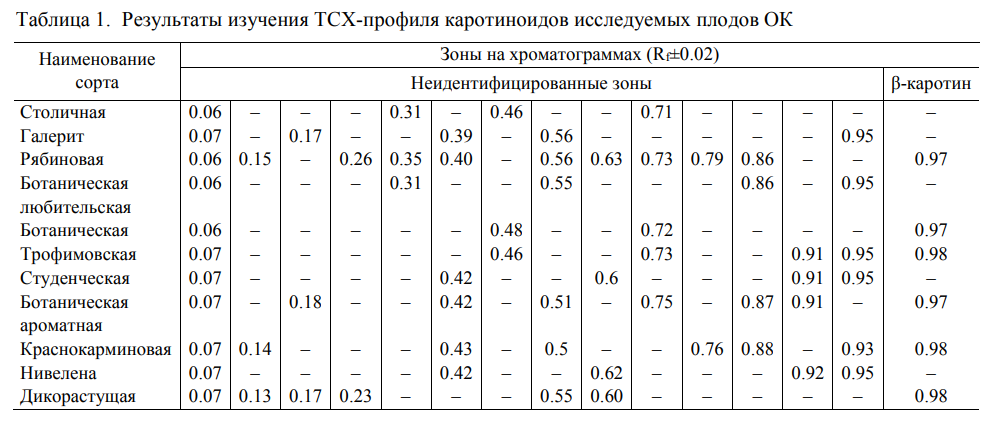 Таблица 1. Результаты изучения ТСХ-профиля каротиноидов исследуемых плодов ОК
Наименование сорта Зоны на хроматограммах (Rf±0.02)
Неидентифицированные зоны β-каротин
Столичная 0.06 – – – 0.31 – 0.46 – – 0.71 – – – – –
Галерит 0.07 – 0.17 – – 0.39 – 0.56 – – – – – 0.95 –
Рябиновая 0.06 0.15 – 0.26 0.35 0.40 – 0.56 0.63 0.73 0.79 0.86 – – 0.97
Ботаническая 0.06 – – – 0.31 – – 0.55 – – – 0.86 – 0.95 –
любительская
Ботаническая 0.06 – – – – – 0.48 – – 0.72 – – – – 0.97
Трофимовская 0.07 – – – – – 0.46 – – 0.73 – – 0.91 0.95 0.98
Студенческая 0.07 – – – – 0.42 – – 0.6 – – – 0.91 0.95 –
Ботаническая 0.07 – 0.18 – – 0.42 – 0.51 – 0.75 – 0.87 0.91 – 0.97
ароматная
Краснокарминовая 0.07 0.14 – – – 0.43 – 0.5 – – 0.76 0.88 – 0.93 0.98
Нивелена 0.07 – – – – 0.42 – – 0.62 – – – 0.92 0.95 –
Дикорастущая 0.07 0.13 0.17 0.23 – – – 0.55 0.60 – – – – – 0.98